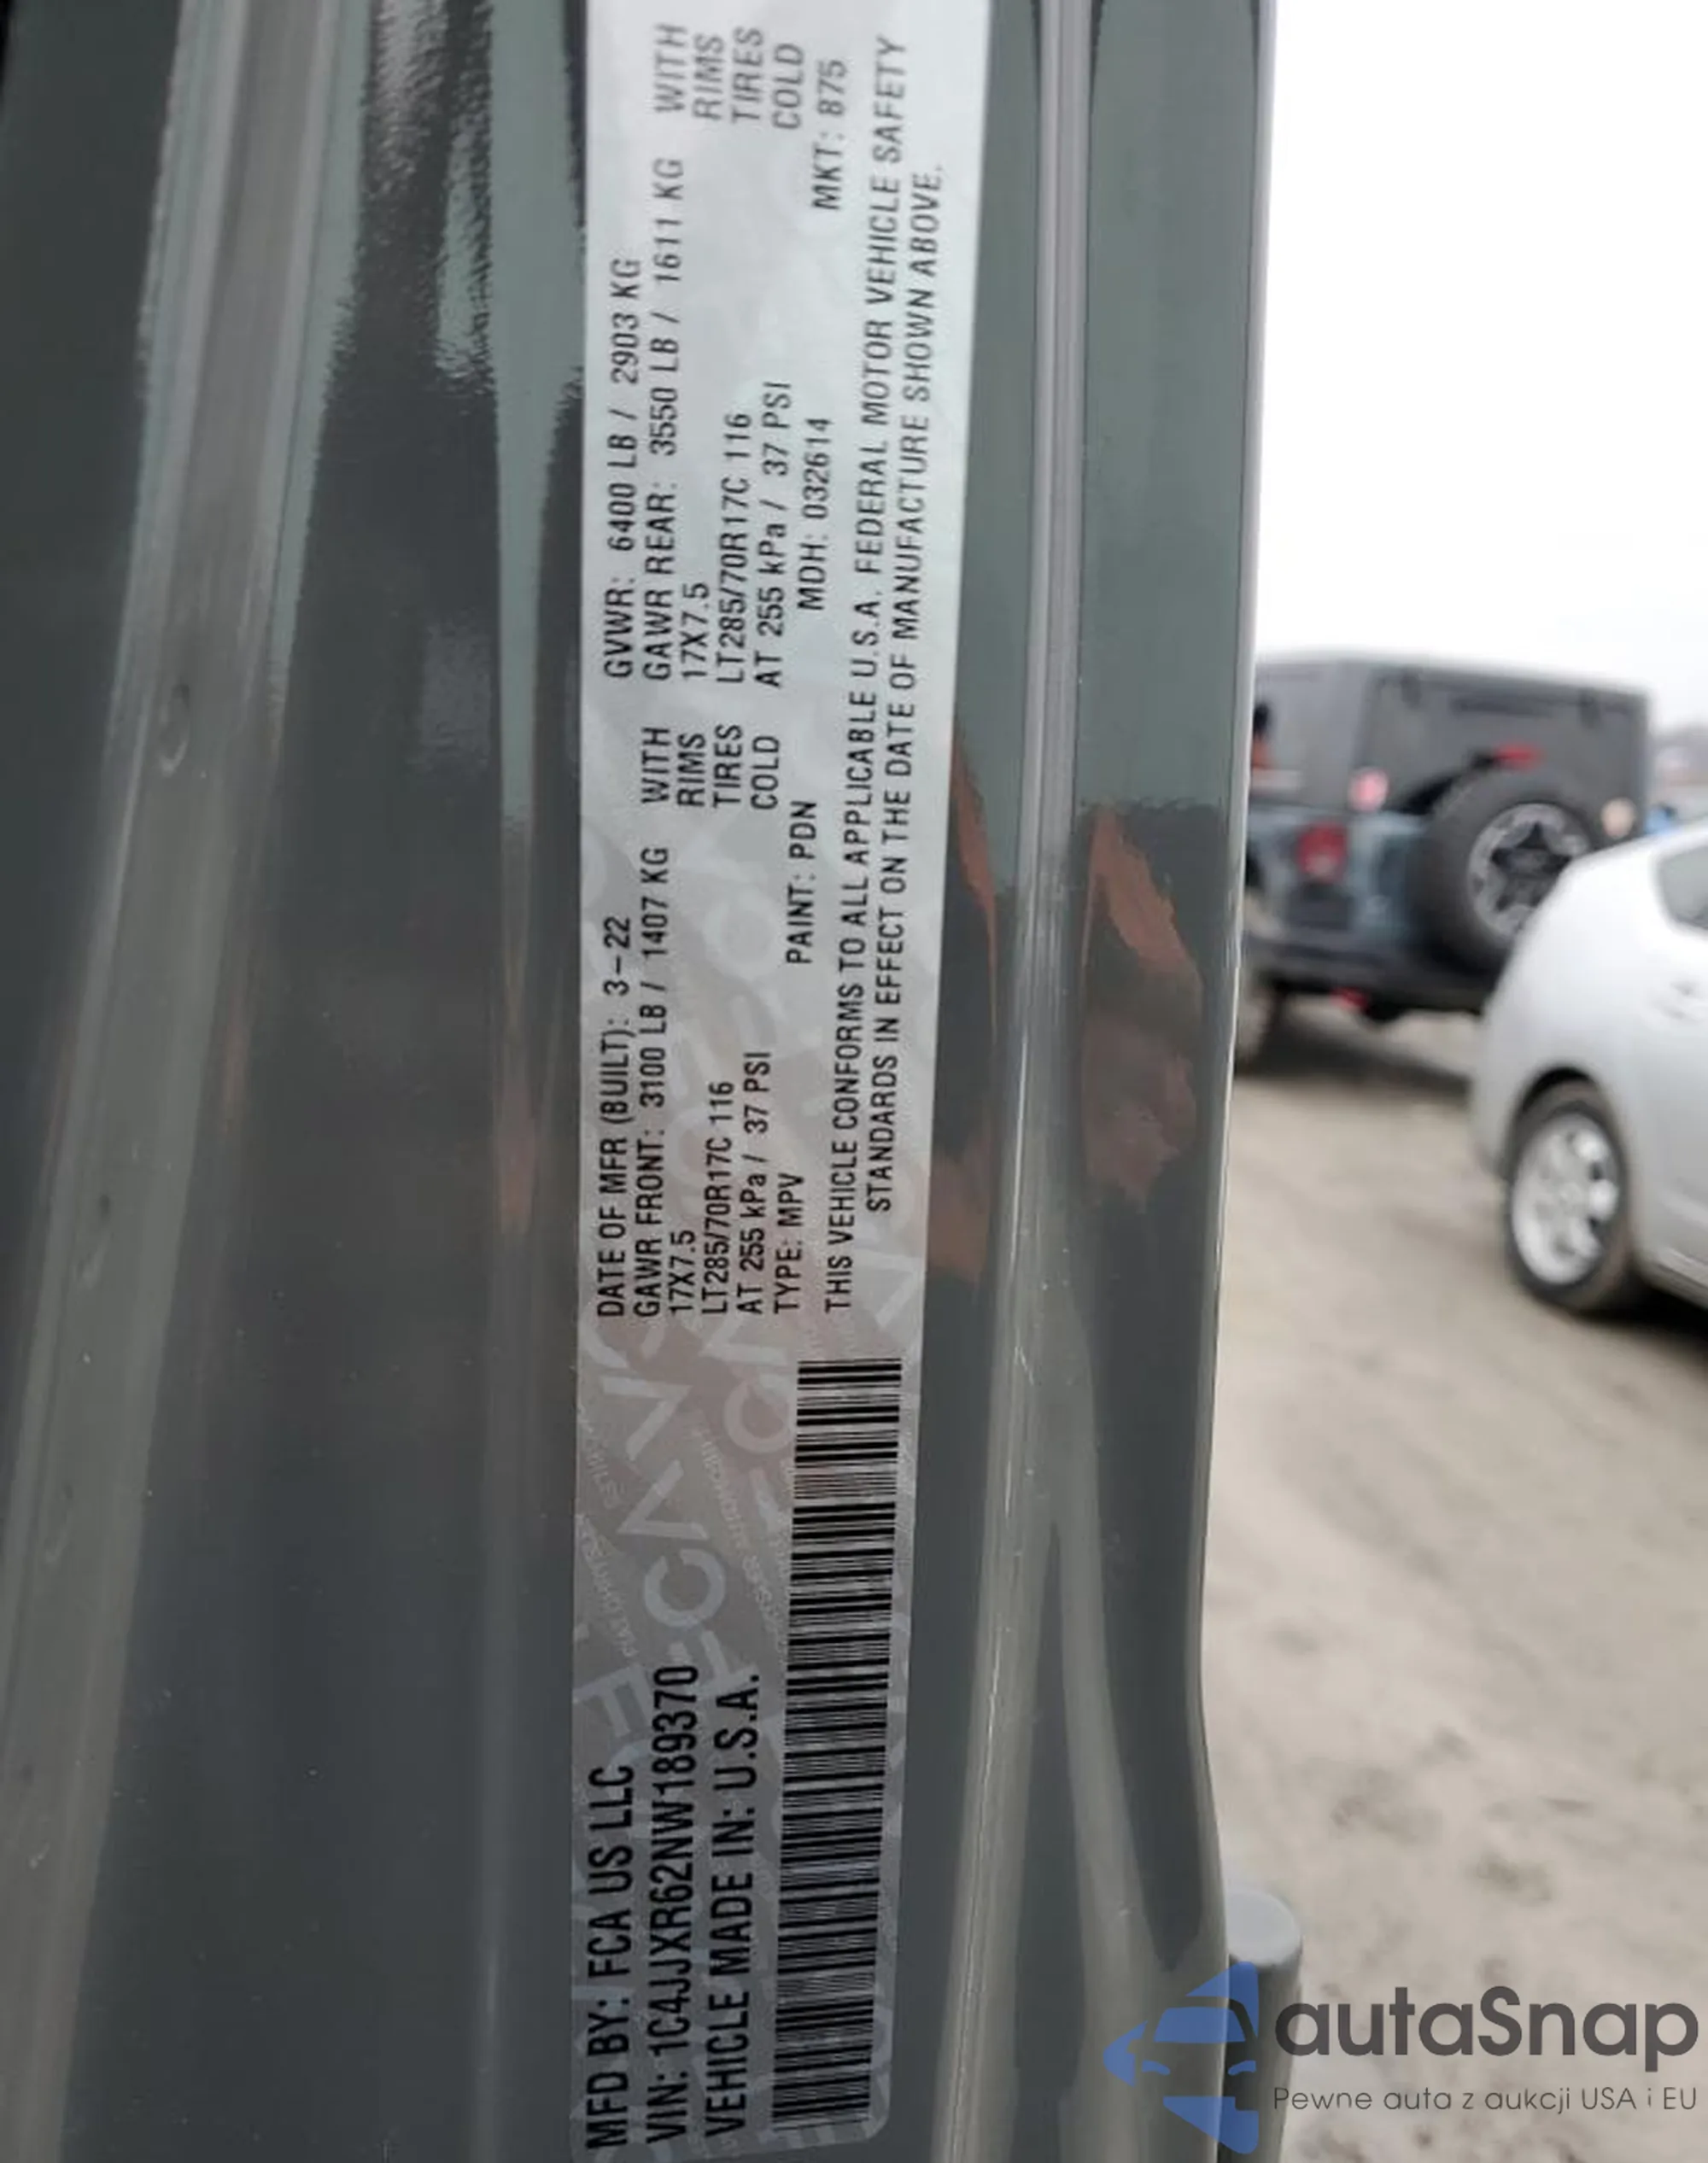 MFD BY: FCA US LLC
VIN: 1C4JJXR62NW189370
VEHICLE MADE IN: U.S.A.
DATE OF MFR (BUILT): 3-22 GVWR: 6400 LB / 2903 KG
GAWR FRONT: 3100 LB / 1407 KG WITH GAWR REAR: 3550 LB / 1611 KG WITH
17X7.5 RIMS 17X7.5 RIMS
LT285/70R17C 116 TIRES LT285/70R17C 116 TIRES
AT 255 kPa / 37 PSI COLD AT 255 kPa / 37 PSI COLD
TYPE: MPV PAINT: PDN MDH: 032614 MKT: 875
THIS VEHICLE CONFORMS TO ALL APPLICABLE U.S.A. FEDERAL MOTOR VEHICLE SAFETY
STANDARDS IN EFFECT ON THE DATE OF MANUFACTURE SHOWN ABOVE.
autaSnap
Pewne auta z aukcji USA i EU